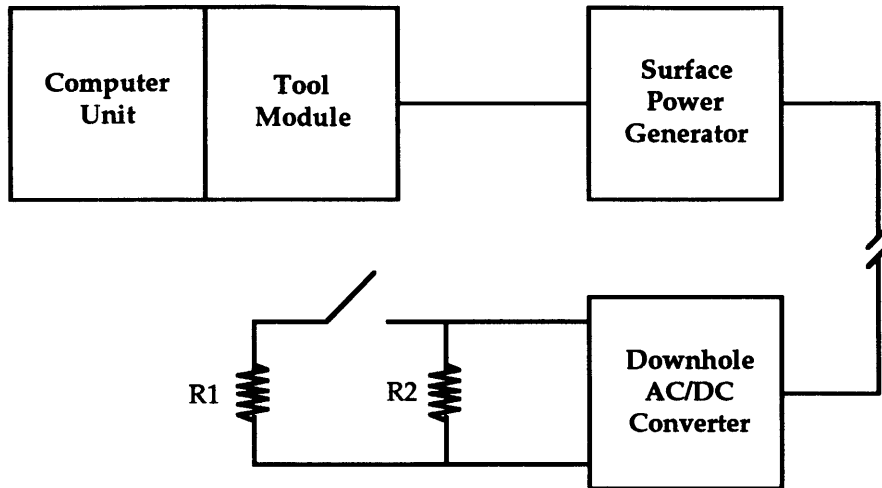 Computer
Unit
Tool
Module
Surface
Power
Generator
R1
R2
Downhole
AC/DC
Converter